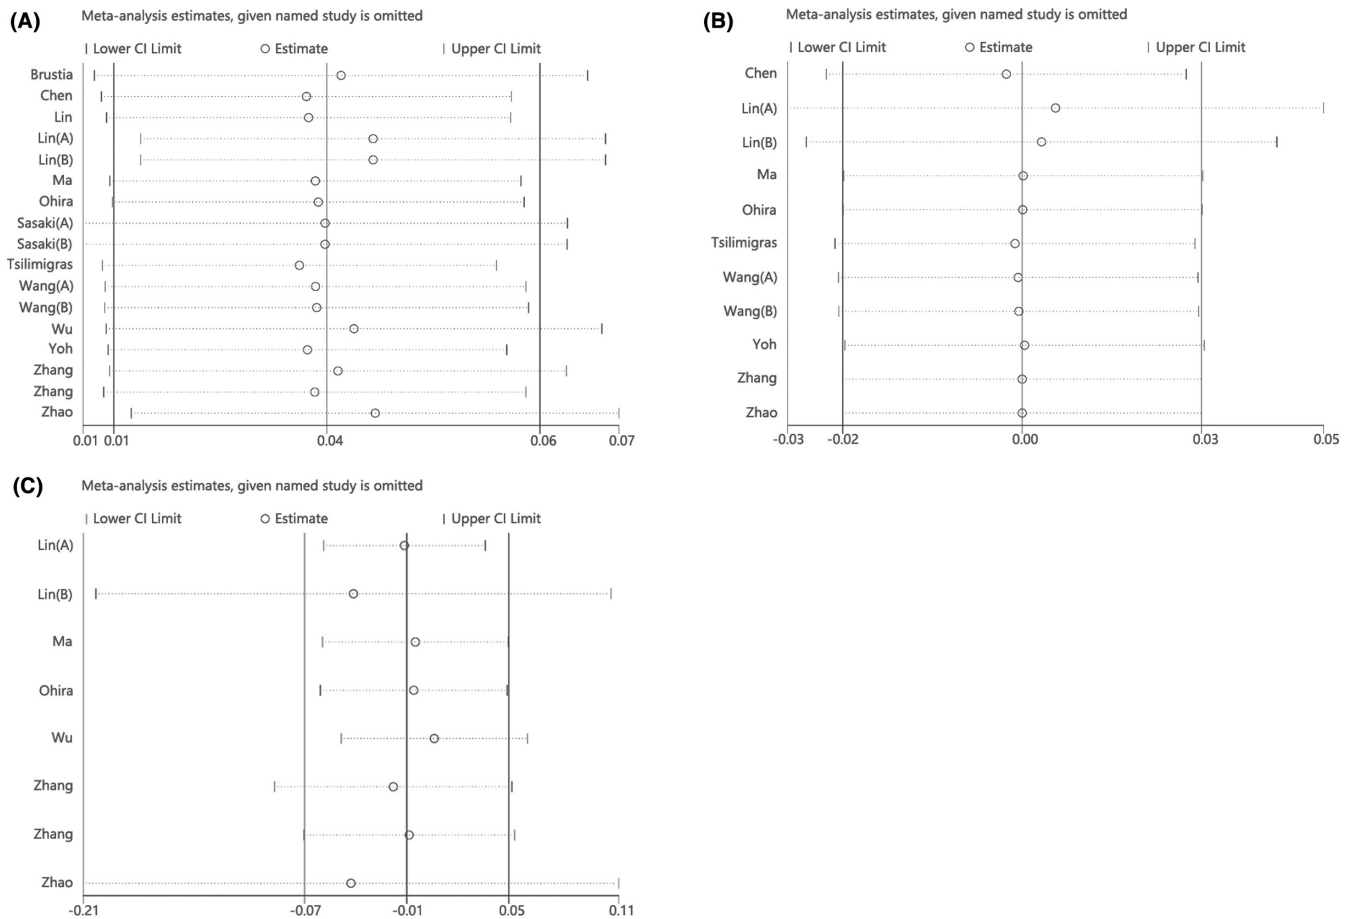 (A)
Meta-analysis estimates, given named study is omitted
Lower CI Limit Estimate Upper CI Limit
Brustia
Chen
Lin
Lin(A)
Lin(B)
Ma
Ohira
Sasaki(A)
Sasaki(B)
Tsilimigras
Wang(A)
Wang(B)
Wu
Yoh
Zhang
Zhang
Zhao
0.01 0.01 0.04 0.06 0.07
(B)
Meta-analysis estimates, given named study is omitted
Lower CI Limit Estimate Upper CI Limit
Chen
Lin(A)
Lin(B)
Ma
Ohira
Tsilimigras
Wang(A)
Wang(B)
Yoh
Zhang
Zhao
-0.03 -0.02 0.00 0.03 0.05
(C)
Meta-analysis estimates, given named study is omitted
Lower CI Limit Estimate Upper CI Limit
Lin(A)
Lin(B)
Ma
Ohira
Wu
Zhang
Zhang
Zhao
-0.21 -0.07 -0.01 0.05 0.11